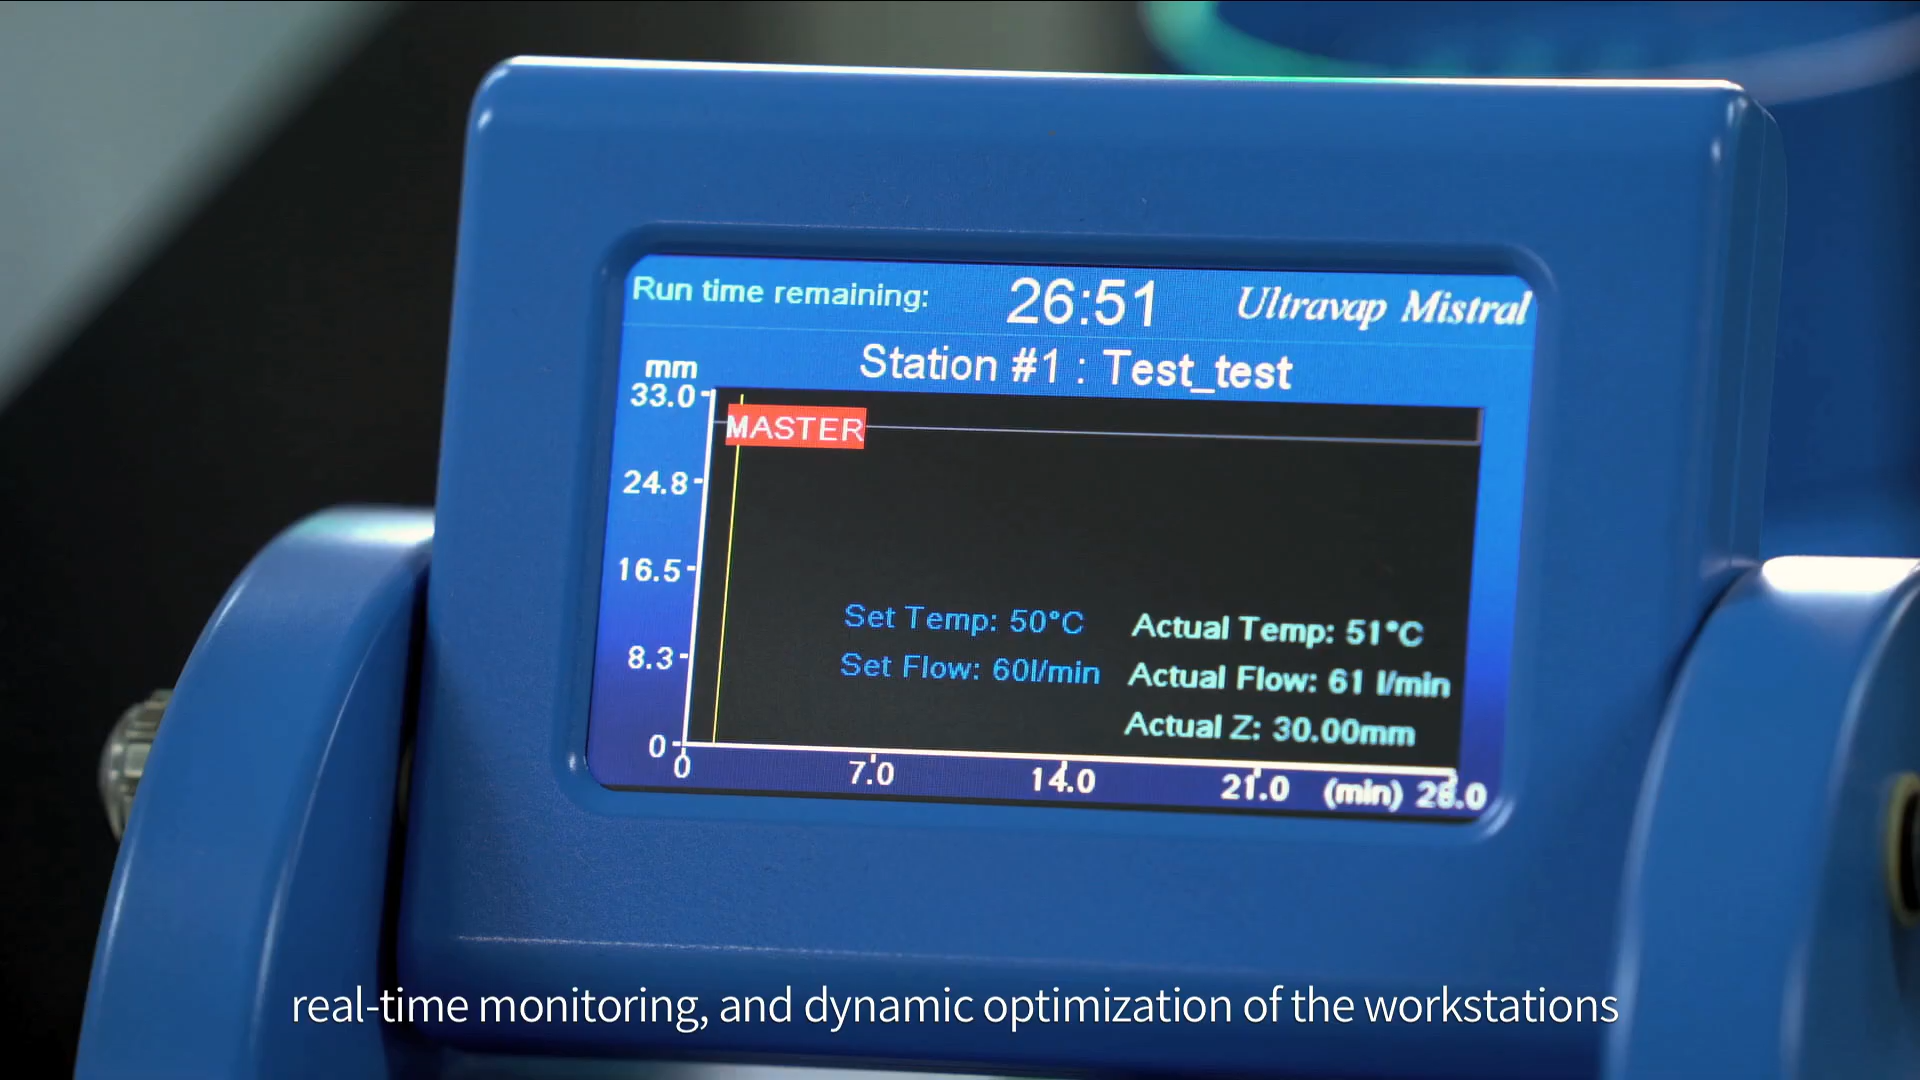 Run time remaining: 26:51 Ultravap Mistral
Station #1 : Test_test
mm
33.0
MASTER
24.8
16.5
Set Temp: 50°C Actual Temp: 51°C
8.3
Set Flow: 60l/min Actual Flow: 61 l/min
Actual Z: 30.00mm
0
0 7.0 14.0 21.0 (min) 28.0
real-time monitoring, and dynamic optimization of the workstations